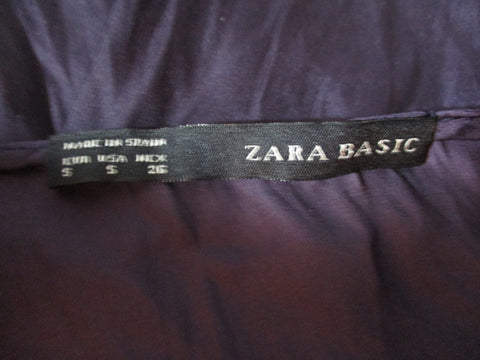 MADE IN SPAIN
EUR USA MEX
S S 26
ZARA BASIC